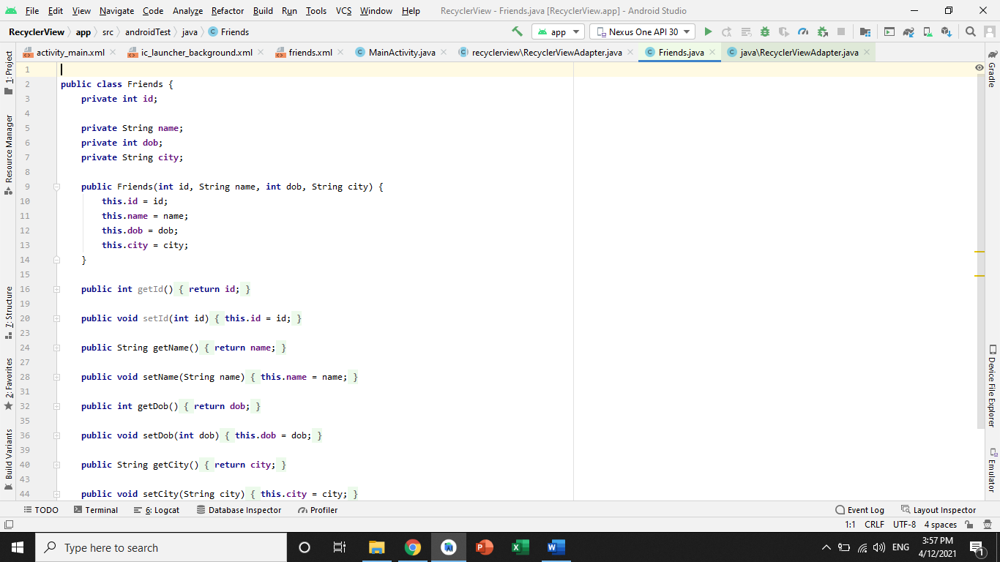 File Edit View Navigate Code Analyze Refactor Build Run Tools VCS Window Help RecyclerView - Friends.java [RecyclerView.app] - Android Studio
RecyclerView app src androidTest java Friends app Nexus One API 30
activity_main.xml ic_launcher_background.xml friends.xml MainActivity.java recyclerview\RecyclerViewAdapter.java Friends.java java\RecyclerViewAdapter.java
1: Project
Resource Manager
7: Structure
2: Favorites
Build Variants
1
2 public class Friends {
3 private int id;
4
5 private String name;
6 private int dob;
7 private String city;
8
9 public Friends(int id, String name, int dob, String city) {
10 this.id = id;
11 this.name = name;
12 this.dob = dob;
13 this.city = city;
14 }
15
16 public int getId() { return id; }
19
20 public void setId(int id) { this.id = id; }
23
24 public String getName() { return name; }
27
28 public void setName(String name) { this.name = name; }
31
32 public int getDob() { return dob; }
35
36 public void setDob(int dob) { this.dob = dob; }
39
40 public String getCity() { return city; }
43
44 public void setCity(String city) { this.city = city; }
Gradle
Device File Explorer
Emulator
TODO Terminal 6: Logcat Database Inspector Profiler Event Log Layout Inspector
1:1 CRLF UTF-8 4 spaces
Type here to search
ENG
3:57 PM
4/12/2021
1